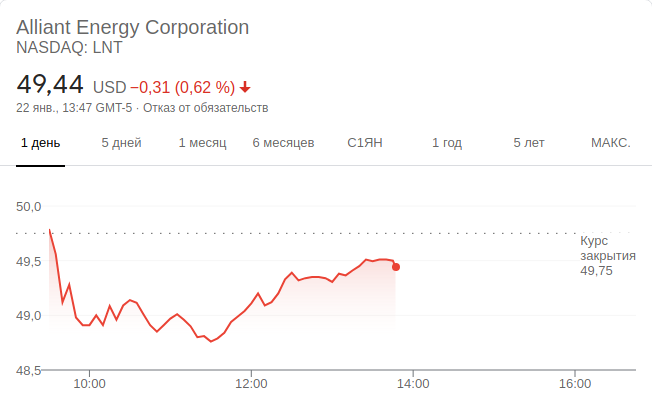 Alliant Energy Corporation
NASDAQ: LNT
49,44 USD −0,31 (0,62 %)
22 янв., 13:47 GMT-5 · Отказ от обязательств
1 день 5 дней 1 месяц 6 месяцев С1ЯН 1 год 5 лет МАКС.
50,0
Курс
закрытия
49,75
49,5
49,0
48,5
10:00 12:00 14:00 16:00